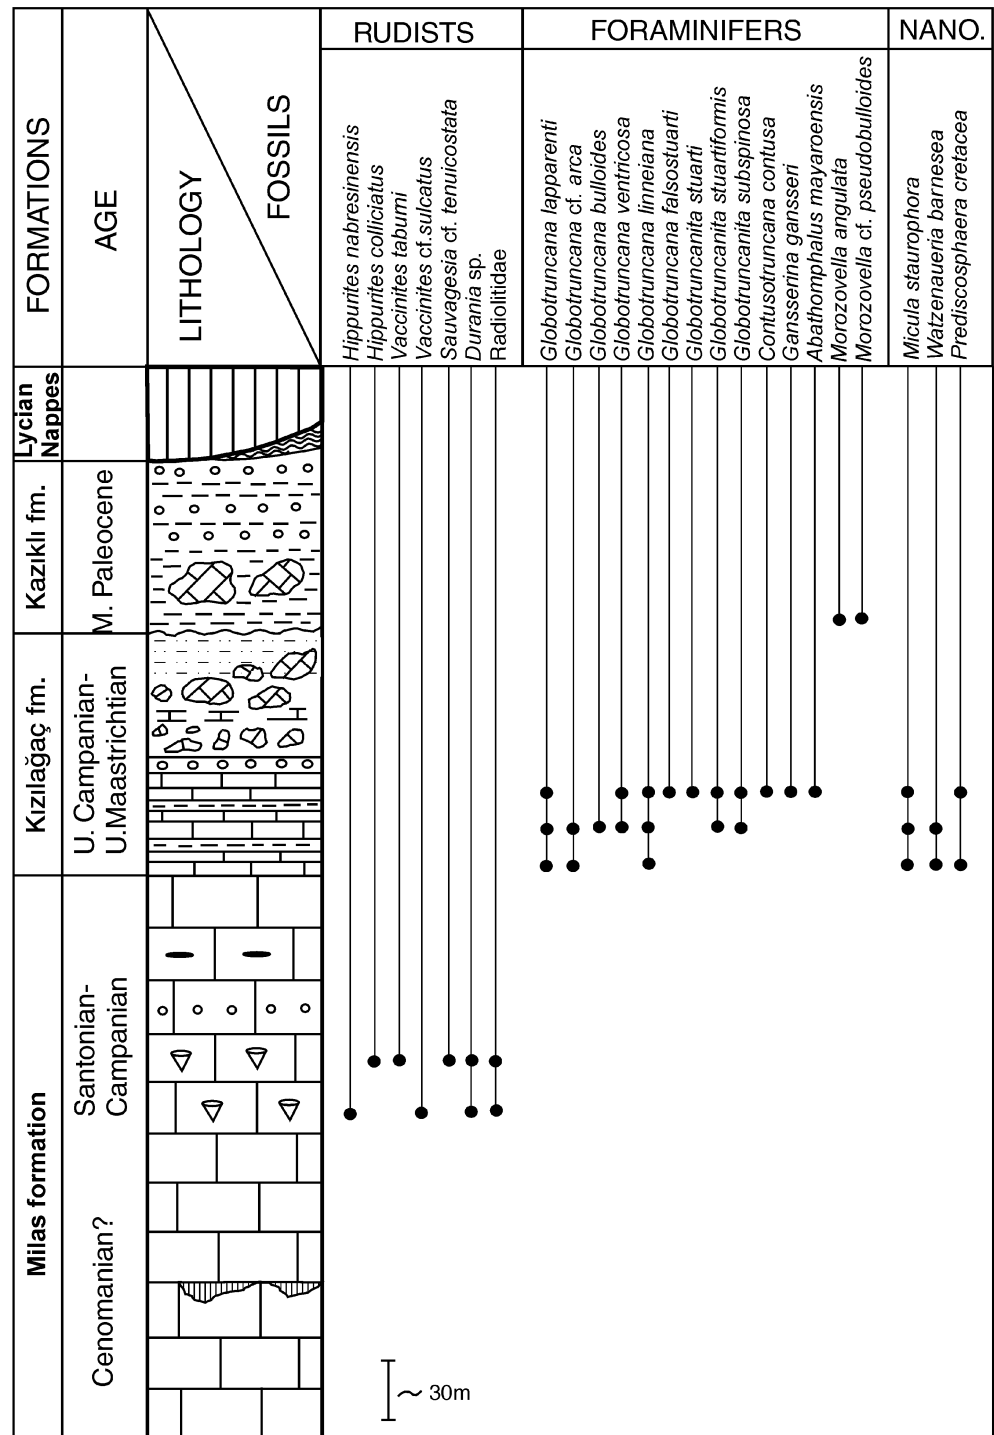 RUDISTS
FORAMINIFERS
NANO.
FORMATIONS
AGE
LITHOLOGY
FOSSILS
Hippurites nabresinensis
Hippurites colliciatus
Vaccinites tabumi
Vaccinites cf.sulcatus
Sauvagesia cf. tenuicostata
Durania sp.
Radiolitidae
Globotruncana lapparenti
Globotruncana cf. arca
Globotruncana bulloides
Globotruncana ventricosa
Globotruncana linneiana
Globotruncana falsostuarti
Globotruncanita stuarti
Globotruncanita stuartiformis
Globotruncanita subspinosa
Contusotruncana contusa
Gansserina gansseri
Abathomphalus mayaroensis
Morozovella angulata
Morozovella cf. pseudobulloides
Micula staurophora
Watzenaueria barnesea
Prediscosphaera cretacea
Lycian
Nappes
Kazıklı fm.
M. Paleocene
Kızılağaç fm.
U. Campanian-
U.Maastrichtian
Milas formation
Santonian-
Campanian
Cenomanian?
~ 30m